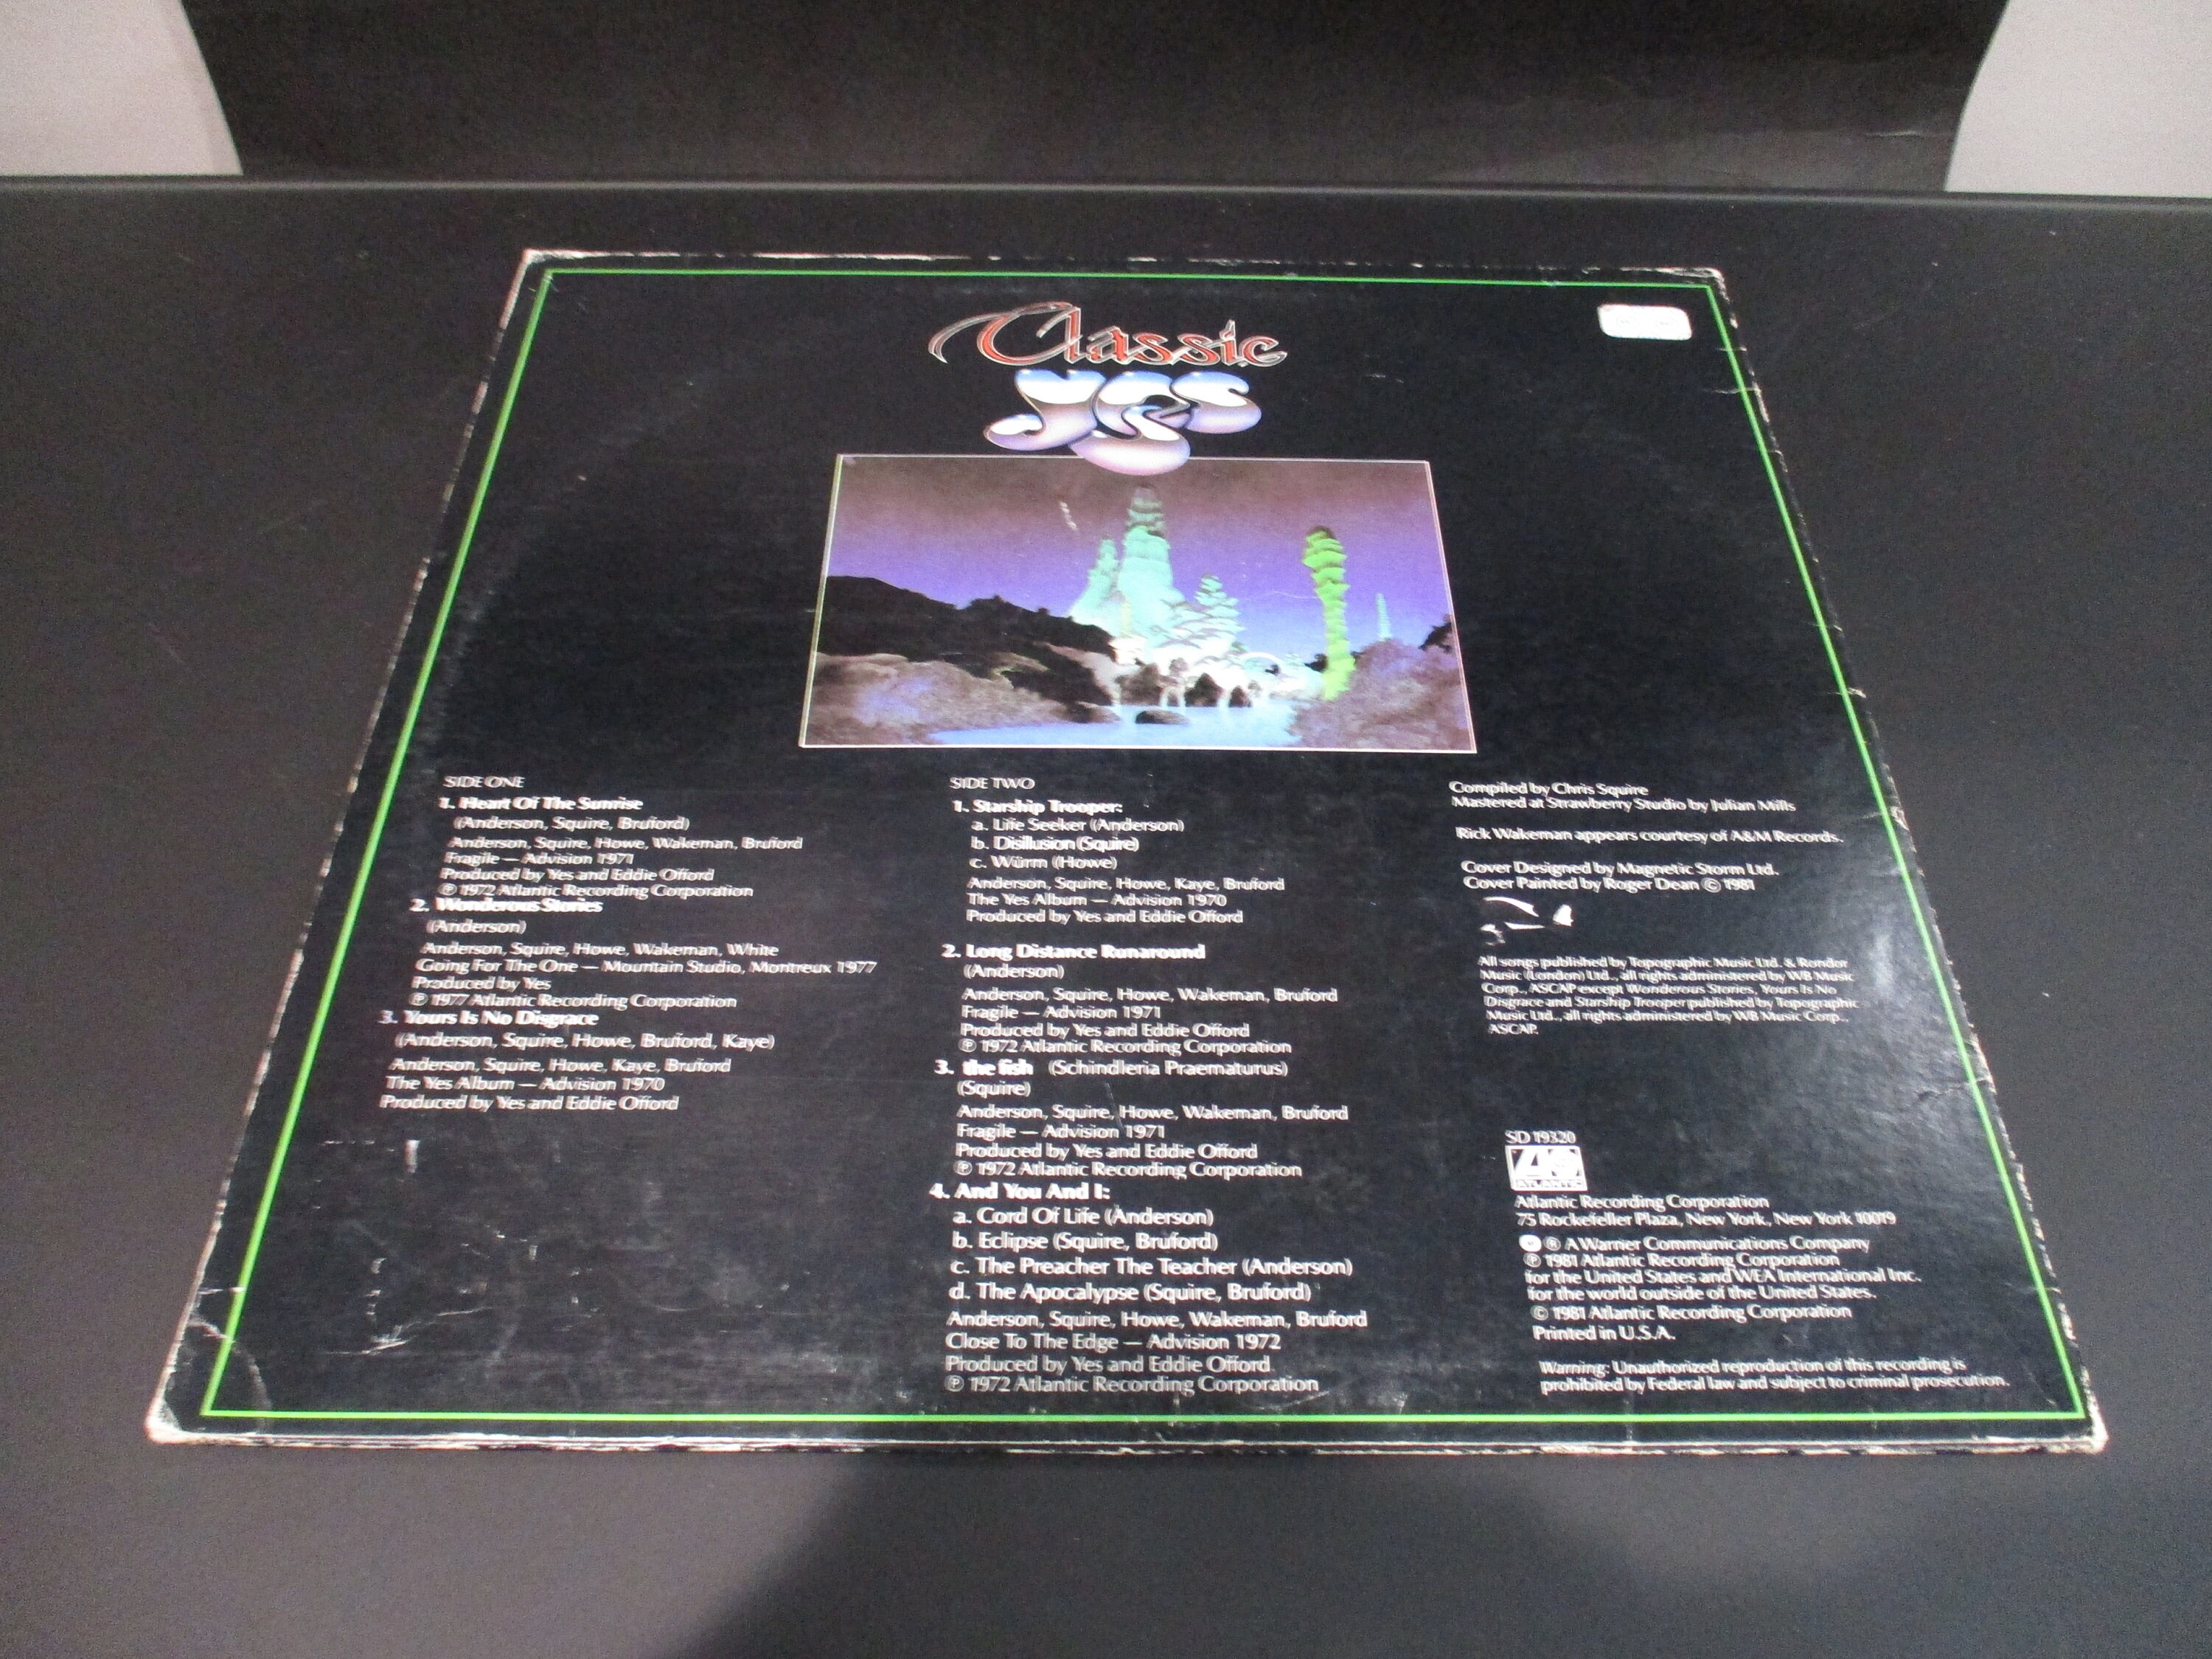 Classic
yes
SIDE ONE
1. Heart Of The Sunrise
(Anderson, Squire, Bruford)
Anderson, Squire, Howe, Wakeman, Bruford
Fragile — Advision 1971
Produced by Yes and Eddie Offord
℗ 1972 Atlantic Recording Corporation
2. Wonderous Stories
(Anderson)
Anderson, Squire, Howe, Wakeman, White
Going For The One — Mountain Studio, Montreux 1977
Produced by Yes
℗ 1977 Atlantic Recording Corporation
3. Yours Is No Disgrace
(Anderson, Squire, Howe, Bruford, Kaye)
Anderson, Squire, Howe, Kaye, Bruford
The Yes Album — Advision 1970
Produced by Yes and Eddie Offord
SIDE TWO
1. Starship Trooper:
a. Life Seeker (Anderson)
b. Disillusion (Squire)
c. Würm (Howe)
Anderson, Squire, Howe, Kaye, Bruford
The Yes Album — Advision 1970
Produced by Yes and Eddie Offord
2. Long Distance Runaround
(Anderson)
Anderson, Squire, Howe, Wakeman, Bruford
Fragile — Advision 1971
Produced by Yes and Eddie Offord
℗ 1972 Atlantic Recording Corporation
3. the fish (Schindleria Praematurus)
(Squire)
Anderson, Squire, Howe, Wakeman, Bruford
Fragile — Advision 1971
Produced by Yes and Eddie Offord
℗ 1972 Atlantic Recording Corporation
4. And You And I:
a. Cord Of Life (Anderson)
b. Eclipse (Squire, Bruford)
c. The Preacher The Teacher (Anderson)
d. The Apocalypse (Squire, Bruford)
Anderson, Squire, Howe, Wakeman, Bruford
Close To The Edge — Advision 1972
Produced by Yes and Eddie Offord
℗ 1972 Atlantic Recording Corporation
Compiled by Chris Squire
Mastered at Strawberry Studio by Julian Mills
Rick Wakeman appears courtesy of A&M Records.
Cover Designed by Magnetic Storm Ltd.
Cover Painted by Roger Dean © 1981
All songs published by Topographic Music Ltd. & Rondor
Music (London) Ltd., all rights administered by WB Music
Corp., ASCAP except Wonderous Stories, Yours Is No
Disgrace and Starship Trooper published by Topographic
Music Ltd., all rights administered by WB Music Corp.,
ASCAP.
SD 19320
ATLANTIC
Atlantic Recording Corporation
75 Rockefeller Plaza, New York, New York 10019
® A Warner Communications Company
℗ 1981 Atlantic Recording Corporation
for the United States and WEA International Inc.
for the world outside of the United States.
© 1981 Atlantic Recording Corporation
Printed in U.S.A.
Warning: Unauthorized reproduction of this recording is
prohibited by Federal law and subject to criminal prosecution.